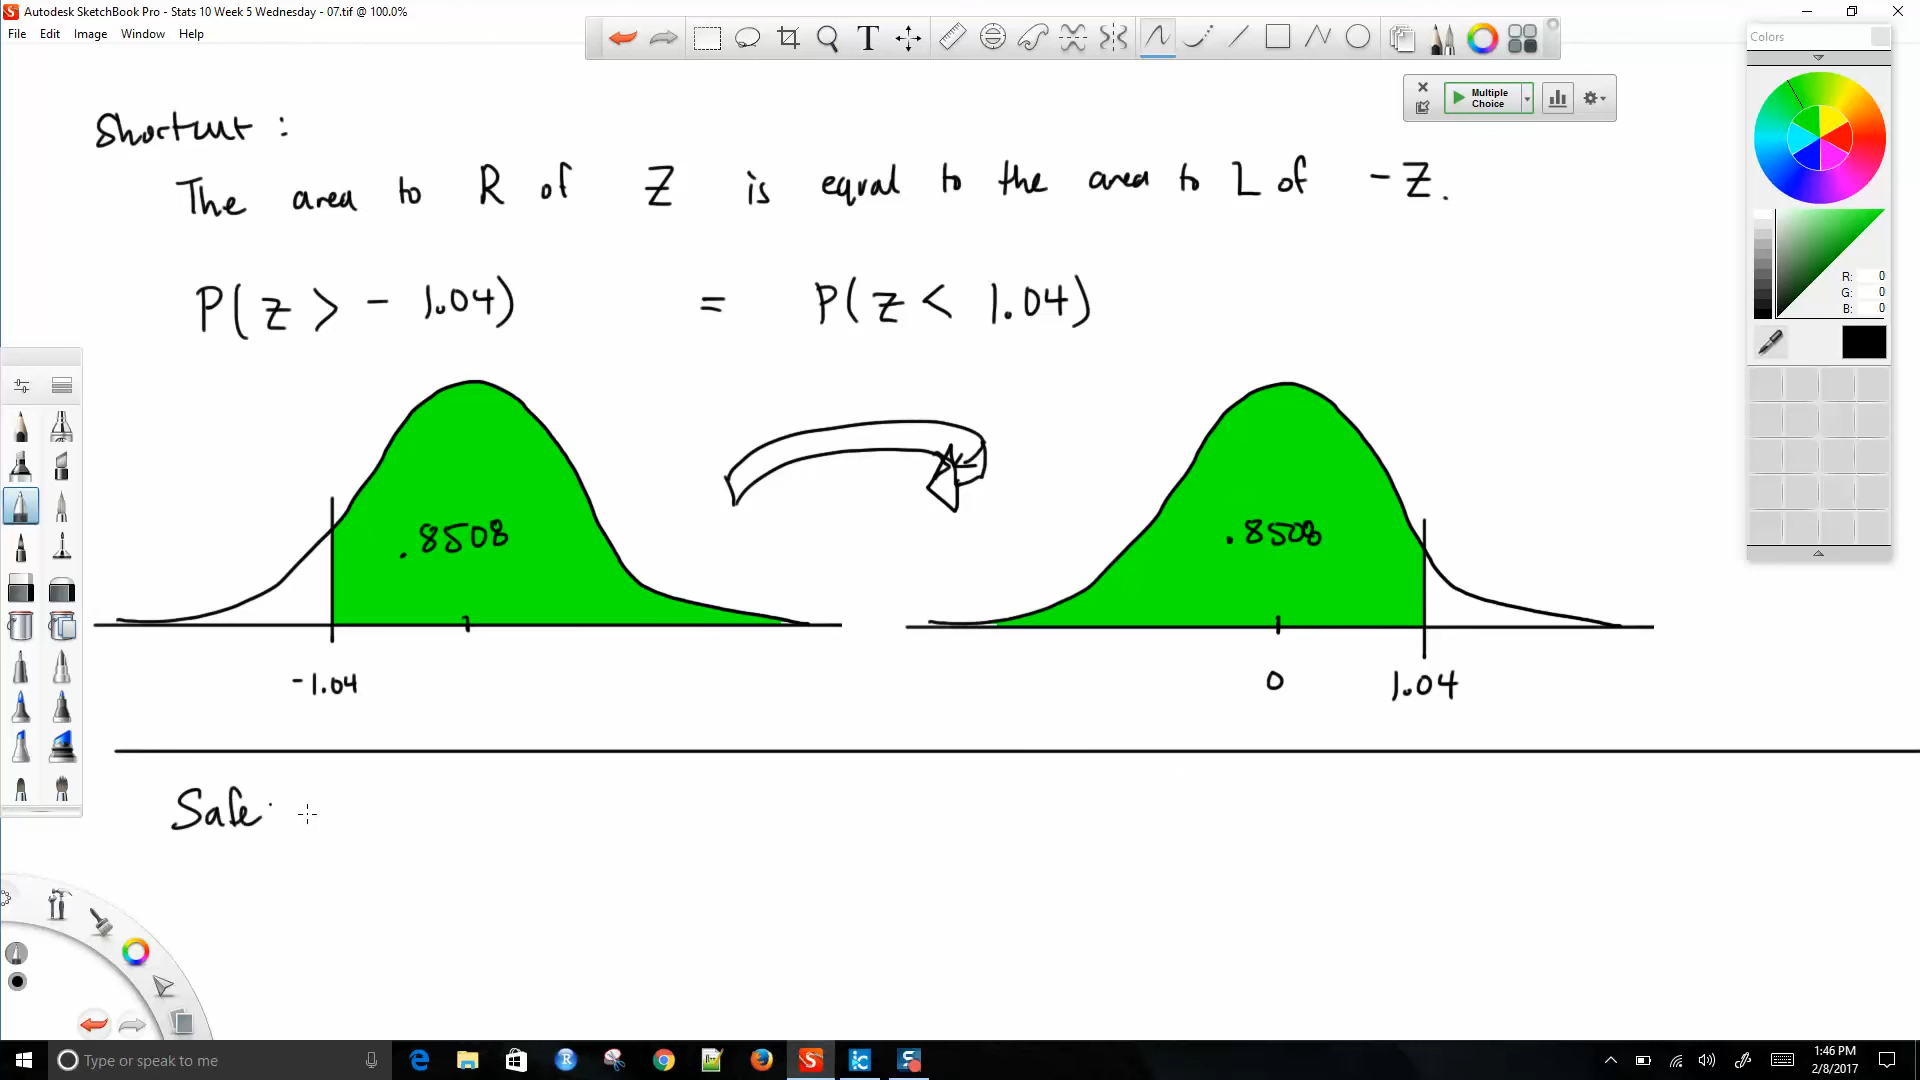 Autodesk SketchBook Pro - Stats 10 Week 5 Wednesday - 07.tif @ 100.0%
File Edit Image Window Help
T
Colors
Multiple
Choice
Shortcut :
The area to R of Z is equal to the area to L of -Z.
P(z > - 1.04) = P(z < 1.04)
R: 0
G: 0
B: 0
.8508 .8508
-1.04 0 1.04
Safe:
Type or speak to me
1:46 PM
2/8/2017